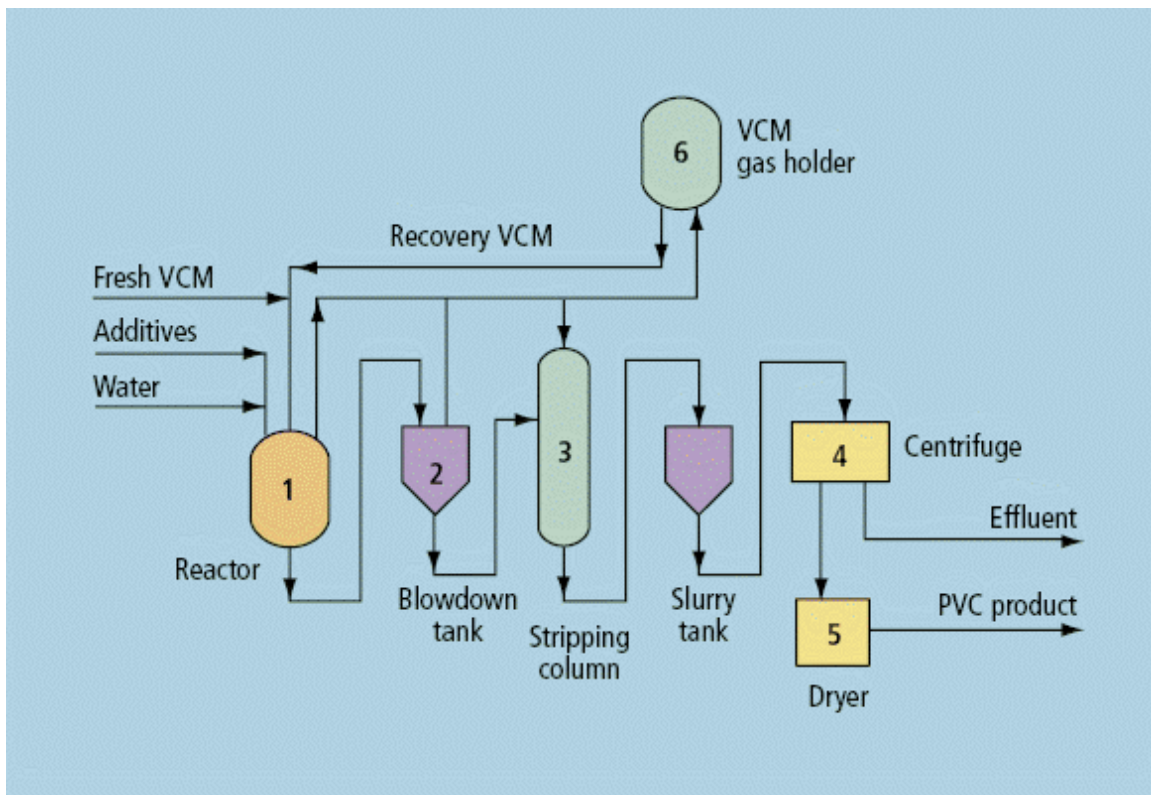 6
VCM
gas holder
Recovery VCM
Fresh VCM
Additives
Water
1
Reactor
2
Blowdown
tank
3
Stripping
column
Slurry
tank
4
Centrifuge
Effluent
PVC product
5
Dryer